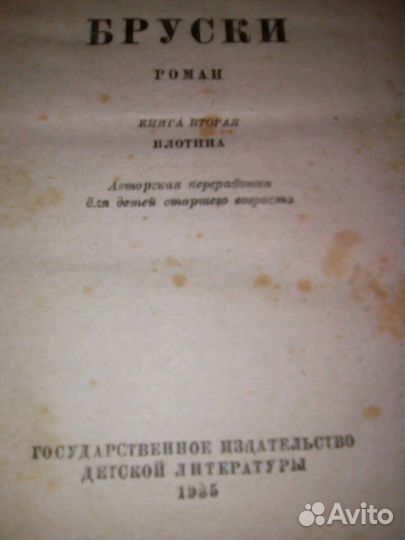 БРУСКИ
РОМАН
КНИГА ВТОРАЯ
ПЛОТИНА
Авторская переработка
для детей старшего возраста
ГОСУДАРСТВЕННОЕ ИЗДАТЕЛЬСТВО
ДЕТСКОЙ ЛИТЕРАТУРЫ
1935
Avito